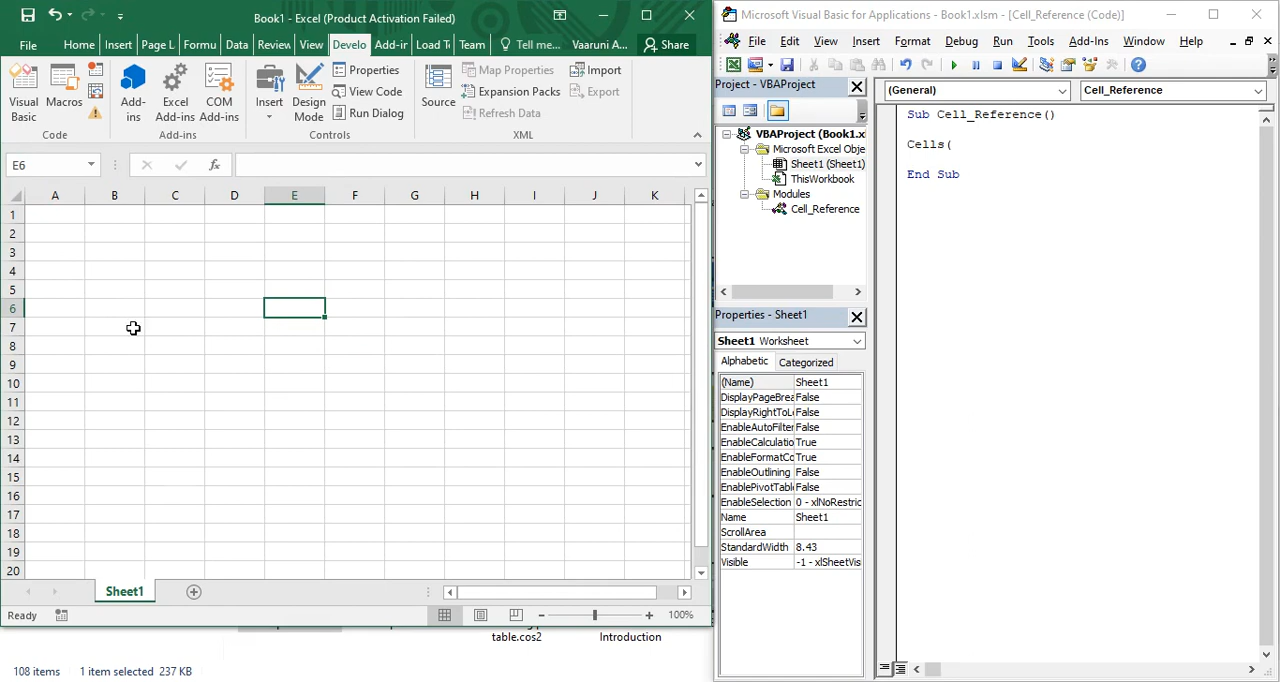 Book1 - Excel (Product Activation Failed)
File Home Insert Page L Formu Data Review View Develo Add-ir Load T Team Tell me... Vaaruni A... Share
Visual Basic
Macros
Code
Add-ins
Excel Add-ins
COM Add-ins
Add-ins
Insert
Design Mode
Properties
View Code
Run Dialog
Controls
Source
Map Properties
Expansion Packs
Refresh Data
Import
Export
XML
E6
fx
A B C D E F G H I J K
1
2
3
4
5
6
7
8
9
10
11
12
13
14
15
16
17
18
19
20
Sheet1
Ready
100%
table.cos2
Introduction
108 items 1 item selected 237 KB
Microsoft Visual Basic for Applications - Book1.xlsm - [Cell_Reference (Code)]
File Edit View Insert Format Debug Run Tools Add-Ins Window Help
Project - VBAProject
VBAProject (Book1.x
Microsoft Excel Obje
Sheet1 (Sheet1)
ThisWorkbook
Modules
Cell_Reference
Properties - Sheet1
Sheet1 Worksheet
Alphabetic Categorized
(Name) Sheet1
DisplayPageBrea False
DisplayRightToLe False
EnableAutoFilter False
EnableCalculatio True
EnableFormatCo True
EnableOutlining False
EnablePivotTable False
EnableSelection 0 - xlNoRestric
Name Sheet1
ScrollArea
StandardWidth 8.43
Visible -1 - xlSheetVis
(General)
Cell_Reference
Sub Cell_Reference()
Cells(
End Sub